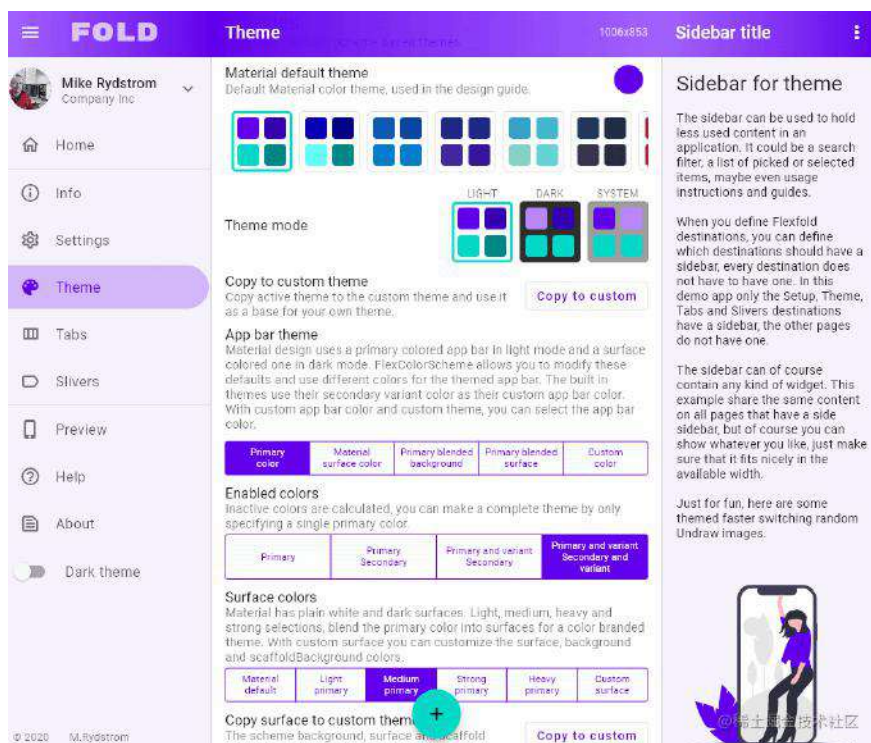 FOLD
Theme
1006x853
Sidebar title
Mike Rydstrom
Company Inc
Home
Info
Settings
Theme
Tabs
Slivers
Preview
Help
About
Dark theme
© 2020 M.Rydstrom
Material default theme
Default Material color theme, used in the design guide.
LIGHT DARK SYSTEM
Theme mode
Copy to custom theme
Copy active theme to the custom theme and use it
as a base for your own theme.
Copy to custom
App bar theme
Material design uses a primary colored app bar in light mode and a surface
colored one in dark mode. FlexColorScheme allows you to modify these
defaults and use different colors for the themed app bar. The built in
themes use their secondary variant color as their custom app bar color.
With custom app bar color and custom theme, you can select the app bar
color.
Primary
color
Material
surface color
Primary blended
background
Primary blended
surface
Custom
color
Enabled colors
Inactive colors are calculated, you can make a complete theme by only
specifying a single primary color.
Primary
Primary
Secondary
Primary and variant
Secondary
Primary and variant
Secondary and
variant
Surface colors
Material has plain white and dark surfaces. Light, medium, heavy and
strong selections, blend the primary color into surfaces for a color branded
theme. With custom surface you can customize the surface, background
and scaffoldBackground colors.
Material
default
Light
primary
Medium
primary
Strong
primary
Heavy
primary
Custom
surface
Copy surface to custom them
The scheme background, surface and scaffold
Copy to custom
Sidebar for theme
The sidebar can be used to hold
less used content in an
application. It could be a search
filter, a list of picked or selected
items, maybe even usage
instructions and guides.
When you define Flexfold
destinations, you can define
which destinations should have a
sidebar, every destination does
not have to have one. In this
demo app only the Setup, Theme,
Tabs and Slivers destinations
have a sidebar, the other pages
do not have one.
The sidebar can of course
contain any kind of widget. This
example share the same content
on all pages that have a side
sidebar, but of course you can
show whatever you like, just make
sure that it fits nicely in the
available width.
Just for fun, here are some
themed faster switching random
Undraw images.
@稀土掘金技术社区